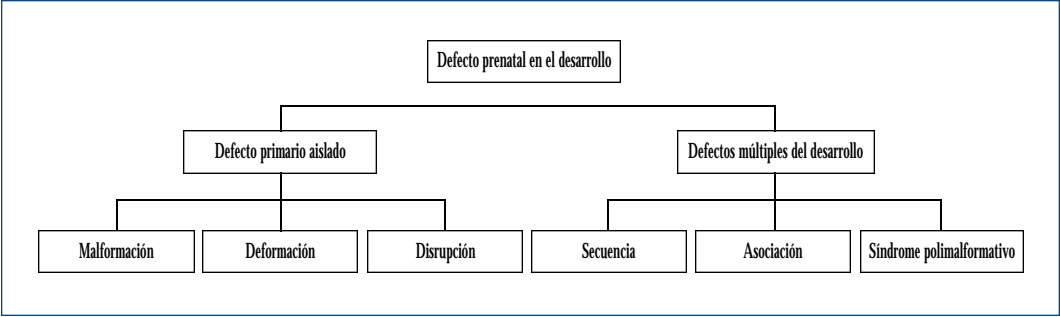 Defecto prenatal en el desarrollo
Defecto primario aislado
Defectos múltiples del desarrollo
Malformación
Deformación
Disrupción
Secuencia
Asociación
Síndrome polimalformativo